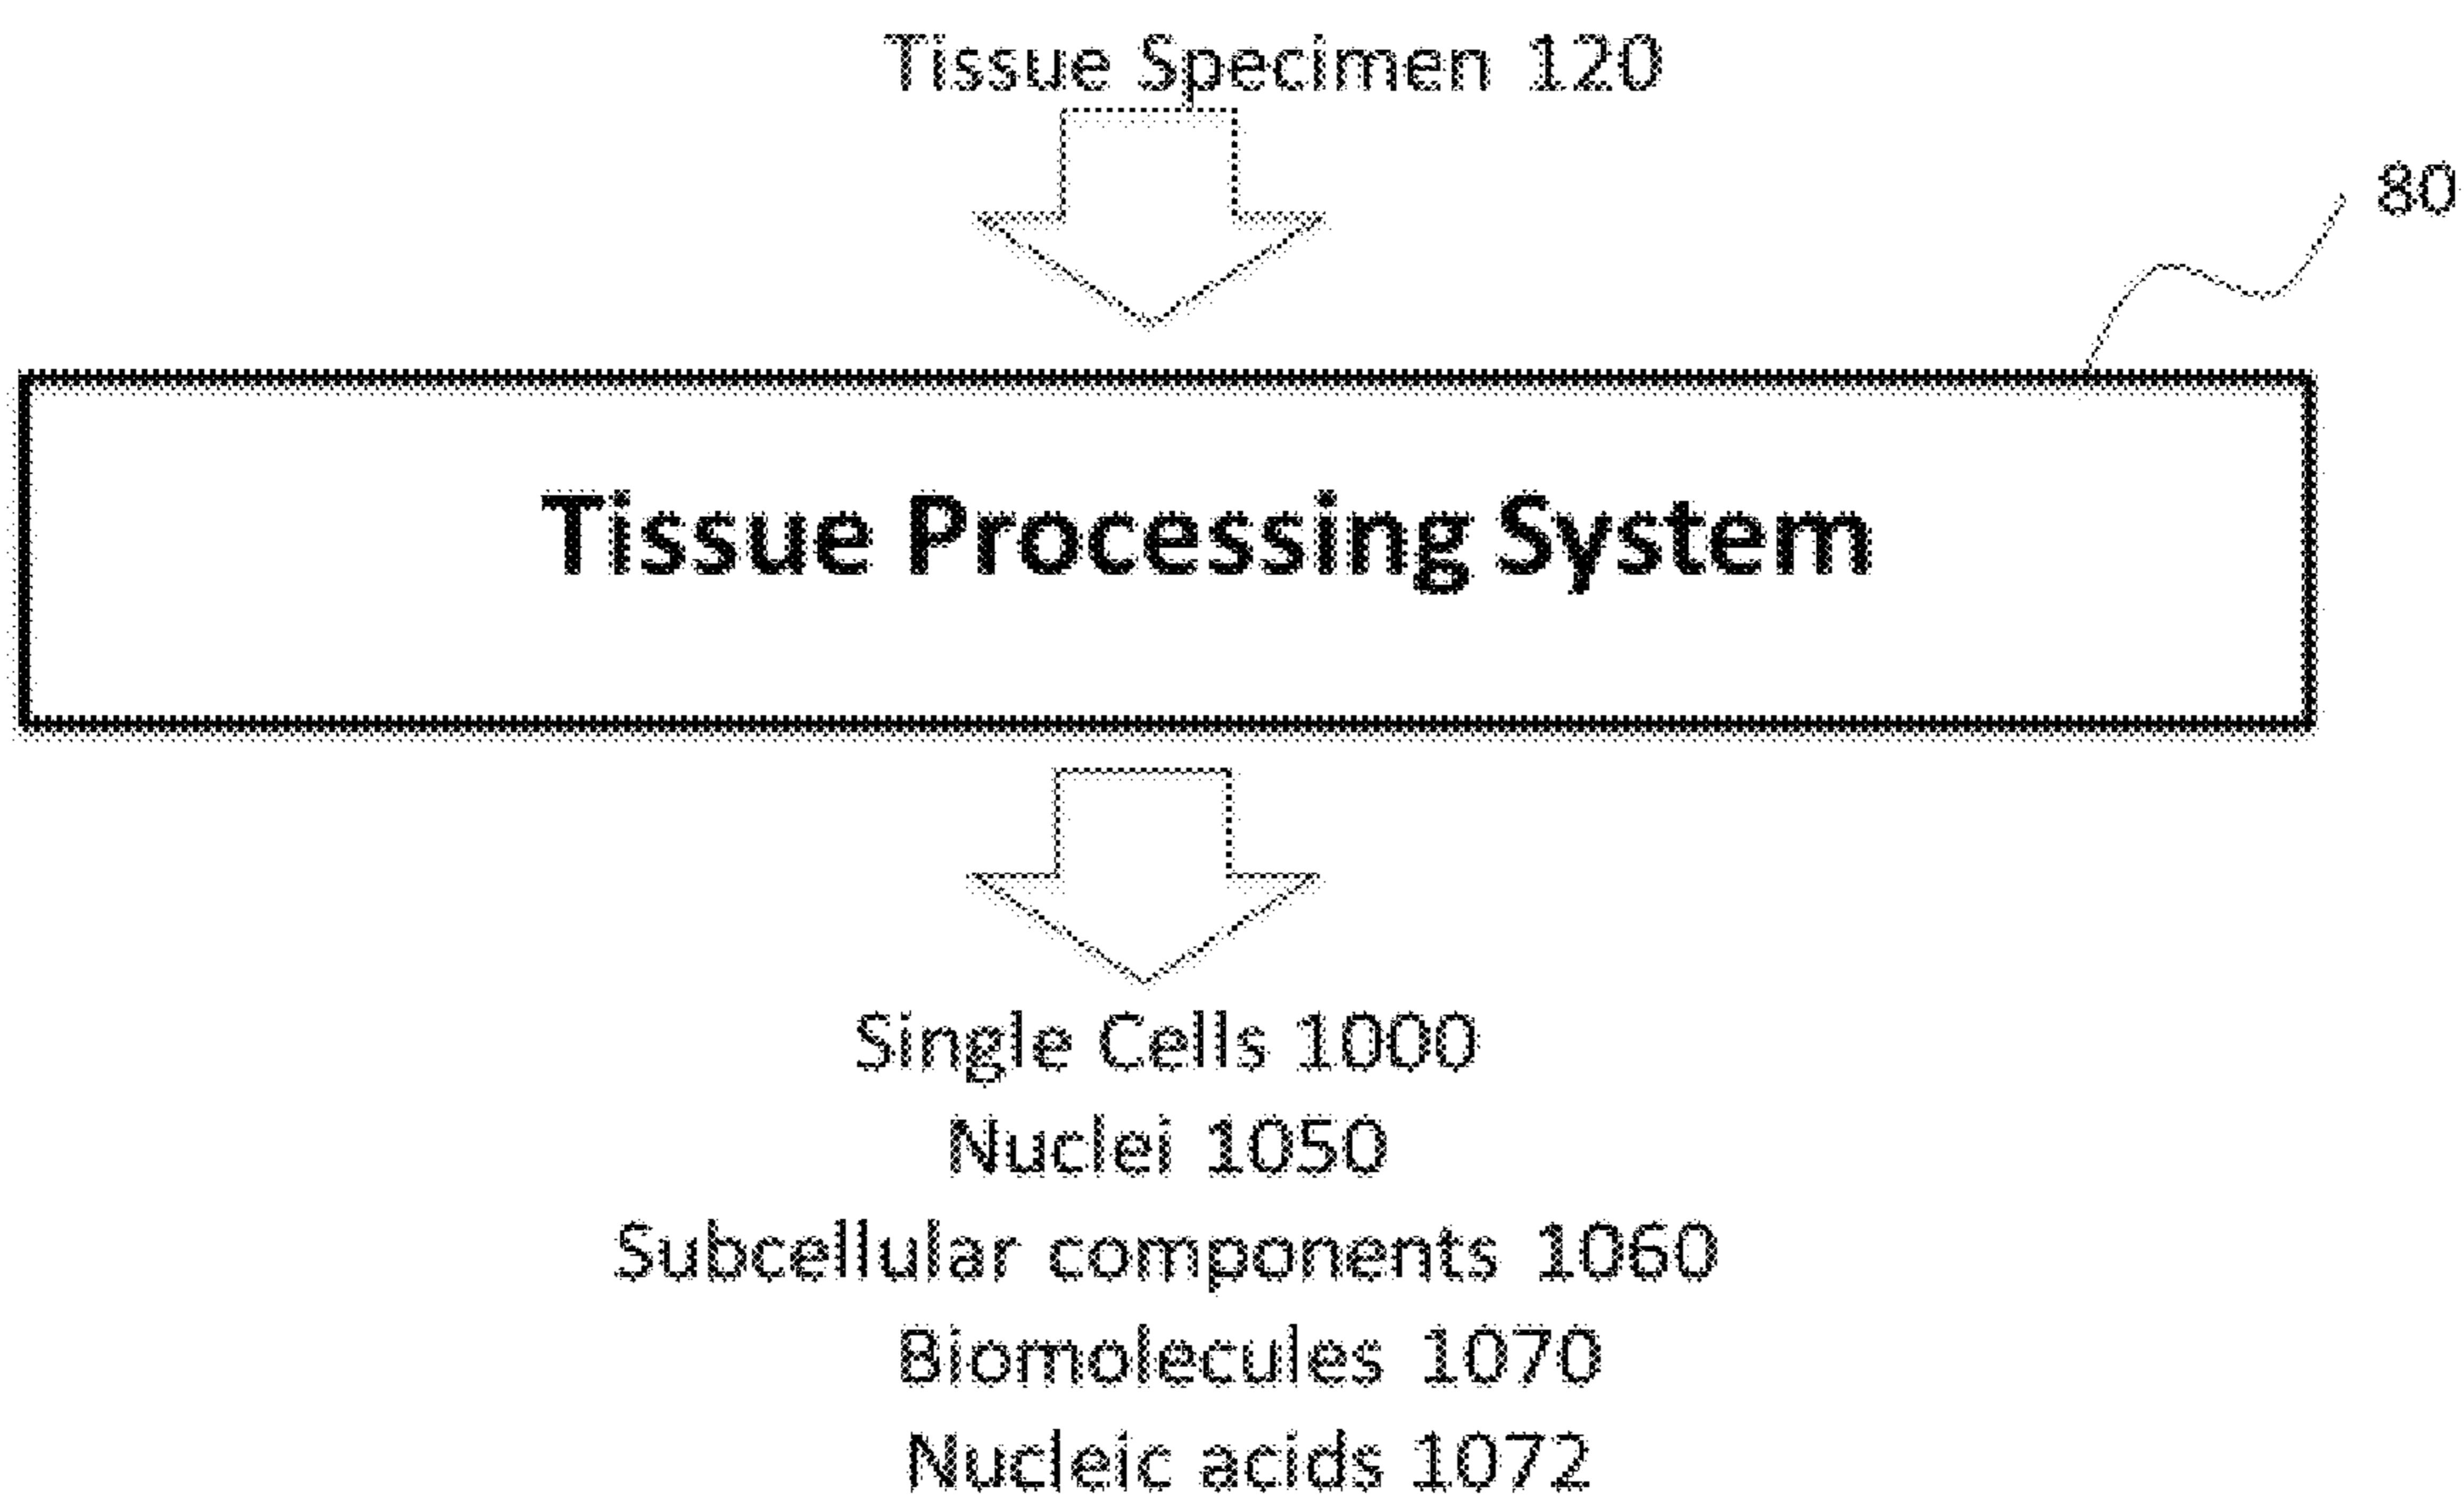 Tissue Specimen 120
80
Tissue Processing System
Single Cells 1000
Nuclei 1050
Subcellular components 1060
Biomolecules 1070
Nucleic acids 1072